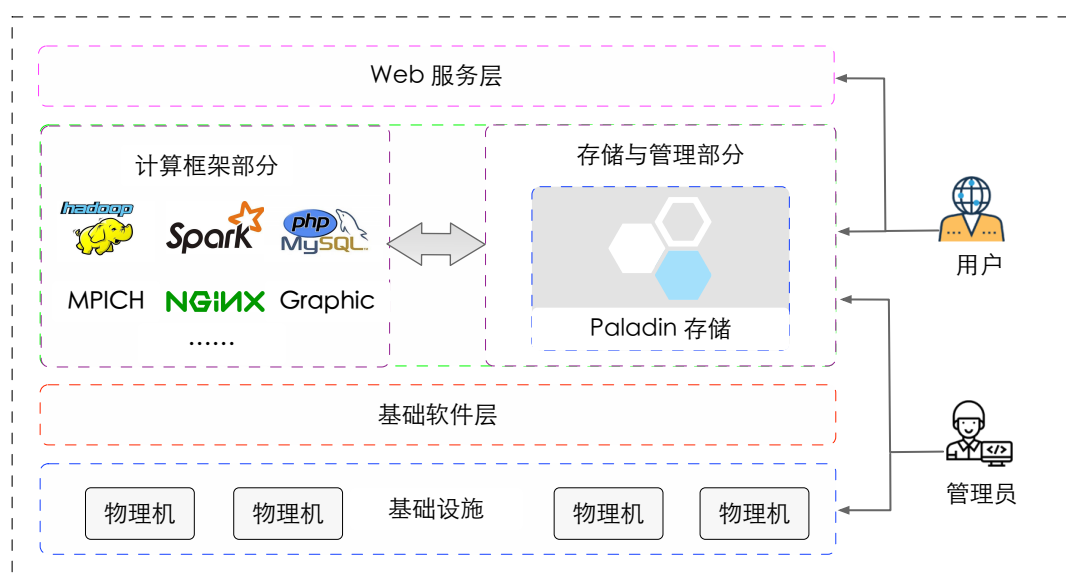 Web 服务层
计算框架部分
存储与管理部分
hadoop
Spark
php
MySQL
MPICH
NGINX
Graphic
......
Paladin 存储
用户
基础软件层
</>
管理员
物理机
物理机
基础设施
物理机
物理机